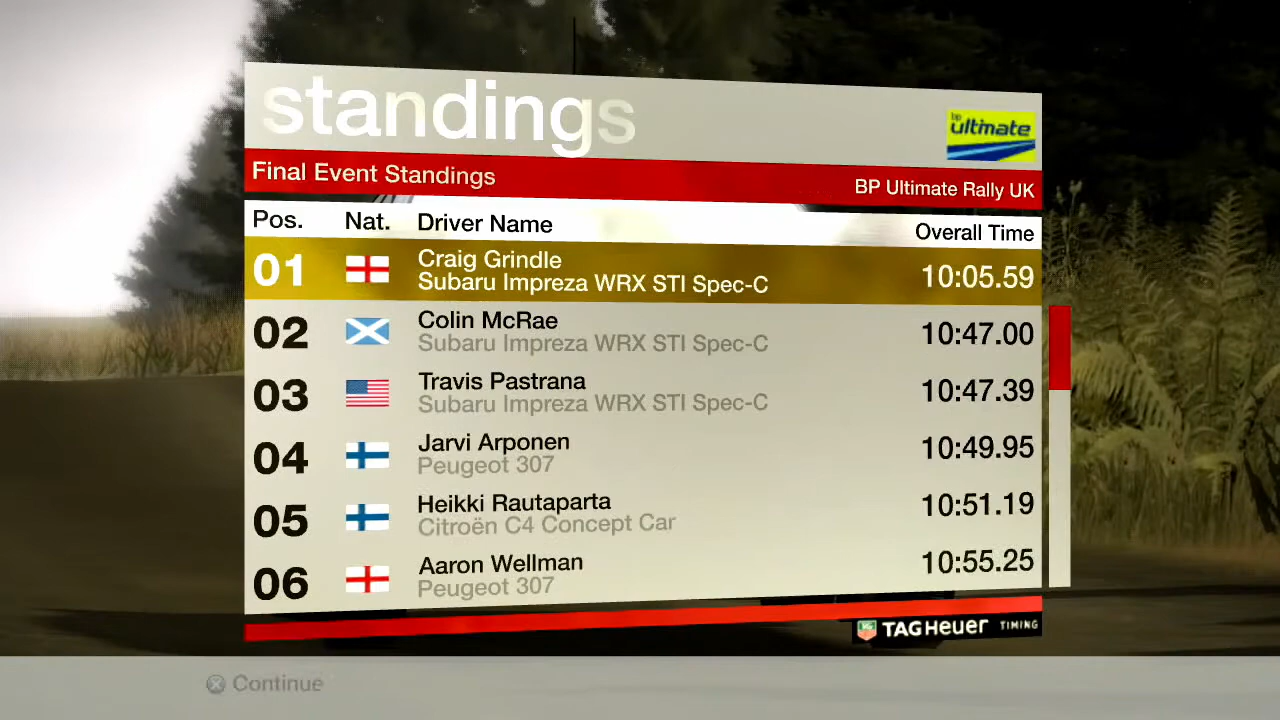 standings
bp ultimate
Final Event Standings BP Ultimate Rally UK
Pos. Nat. Driver Name Overall Time
01 Craig Grindle 10:05.59
Subaru Impreza WRX STI Spec-C
02 Colin McRae 10:47.00
Subaru Impreza WRX STI Spec-C
03 Travis Pastrana 10:47.39
Subaru Impreza WRX STI Spec-C
04 Jarvi Arponen 10:49.95
Peugeot 307
05 Heikki Rautaparta 10:51.19
Citroën C4 Concept Car
06 Aaron Wellman 10:55.25
Peugeot 307
TAG HEUER TAGHeuer TIMING
Continue